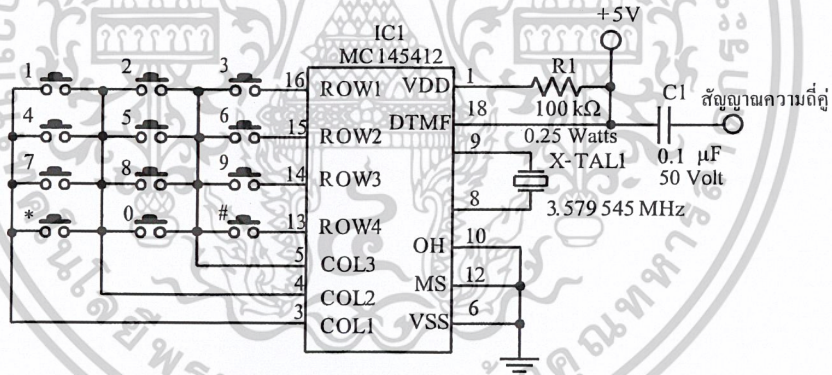 +5V
IC1
MC145412
1 2 3 16 ROW1 VDD 1 R1 C1 สัญญาณความถี่คู่
100 kΩ
4 5 6 15 ROW2 DTMF 18
0.25 Watts
9 X-TAL1 0.1 μF
50 Volt
7 8 9 14 ROW3
8 3.579 545 MHz
* 0 # 13 ROW4
OH 10
5 COL3
MS 12
4 COL2
VSS 6
3 COL1